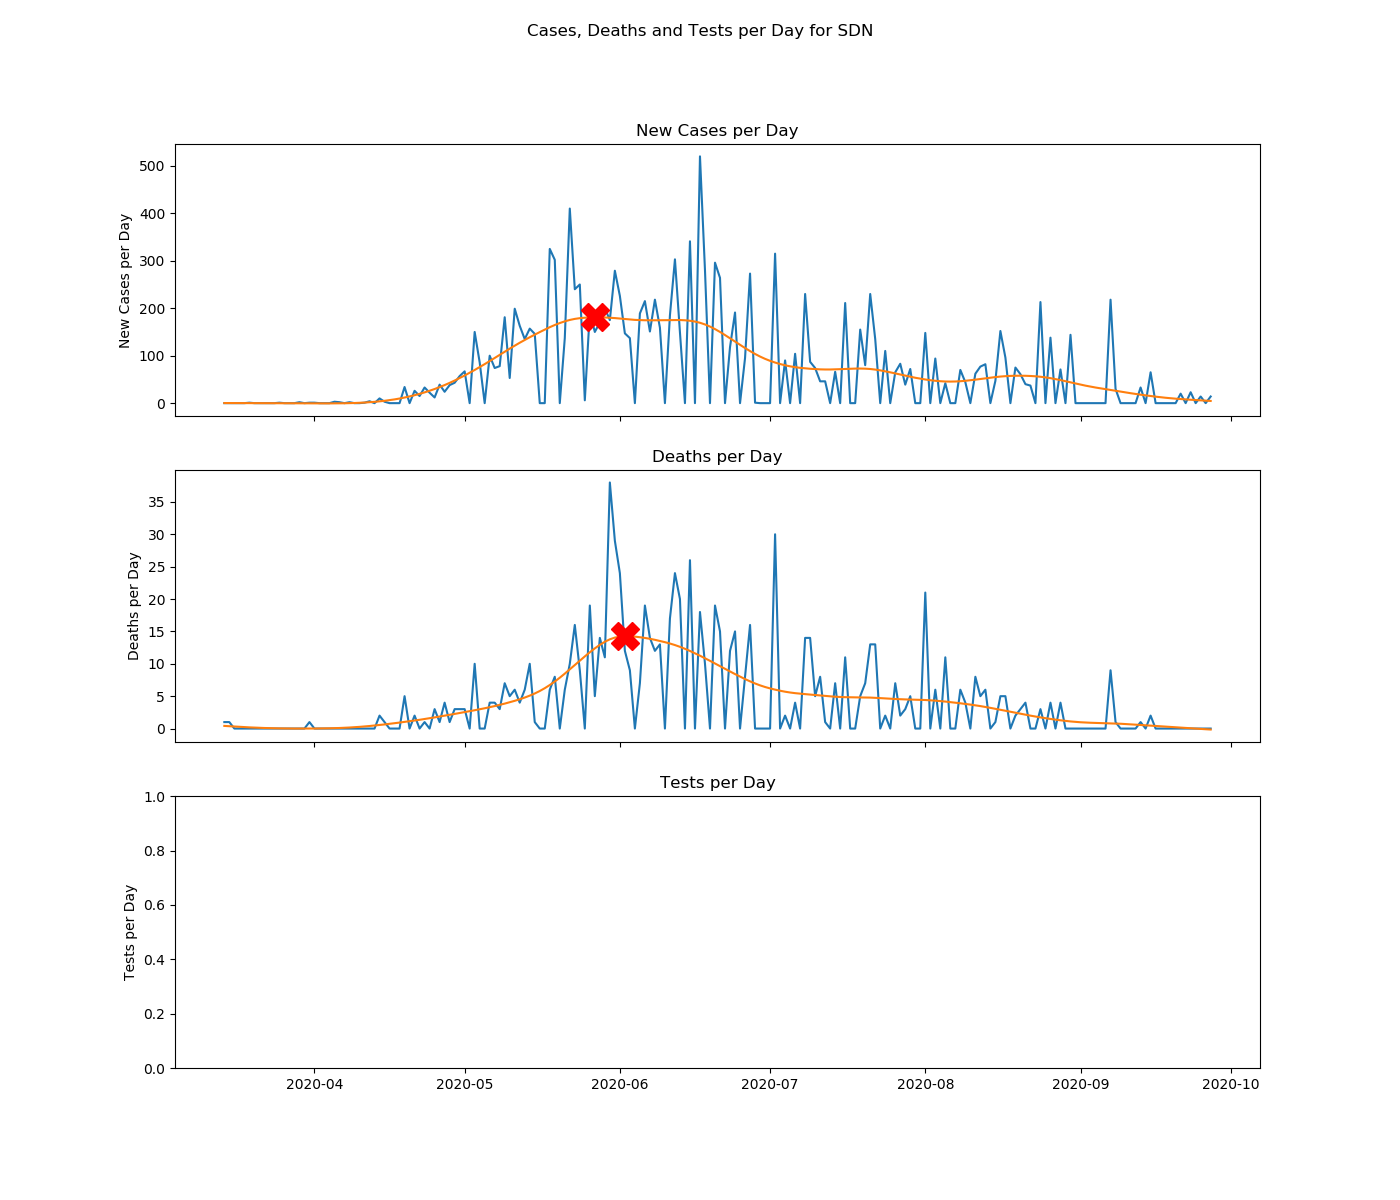 Cases, Deaths and Tests per Day for SDN
New Cases per Day
New Cases per Day
500
400
300
200
100
0
Deaths per Day
Deaths per Day
35
30
25
20
15
10
5
0
Tests per Day
Tests per Day
1.0
0.8
0.6
0.4
0.2
0.0
2020-04 2020-05 2020-06 2020-07 2020-08 2020-09 2020-10